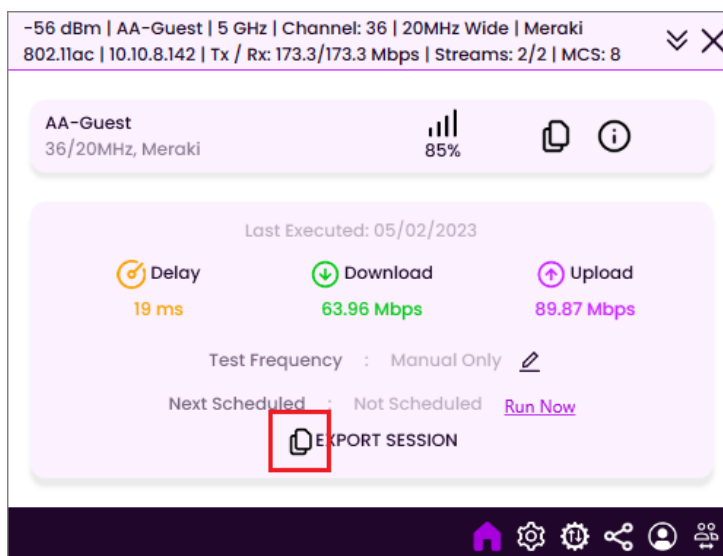 -56 dBm | AA-Guest | 5 GHz | Channel: 36 | 20MHz Wide | Meraki
802.11ac | 10.10.8.142 | Tx / Rx: 173.3/173.3 Mbps | Streams: 2/2 | MCS: 8
AA-Guest
36/20MHz, Meraki
85%
Last Executed: 05/02/2023
Delay Download Upload
19 ms 63.96 Mbps 89.87 Mbps
Test Frequency : Manual Only
Next Scheduled : Not Scheduled Run Now
EXPORT SESSION